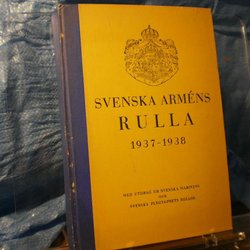 SVENSKA ARMÉNS
RULLA
1937-1938
MED UTDRAG UR SVENSKA MARINENS
OCH
SVENSKA FLYGVAPNETS RULLOR